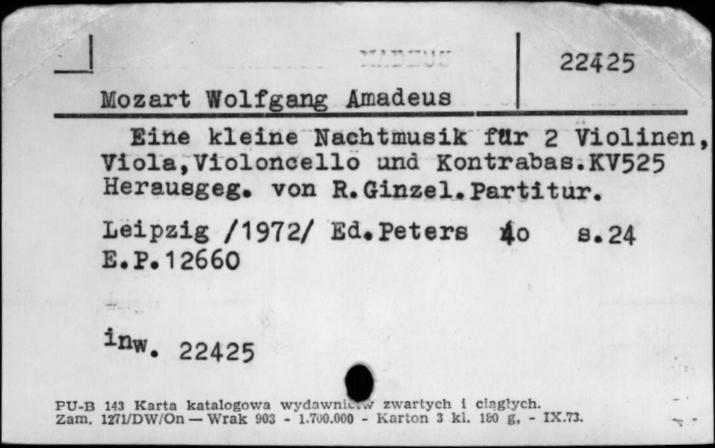 22425
Mozart Wolfgang Amadeus
Eine kleine Nachtmusik für 2 Violinen,
Viola,Violoncello und Kontrabas.KV525
Herausgeg. von R.Ginzel.Partitur.
Leipzig /1972/ Ed.Peters 4o s.24
E.P.12660
inw. 22425
PU-B 143 Karta katalogowa wydawnictw zwartych i ciągłych.
Zam. 1271/DW/On — Wrak 903 - 1.700.000 - Karton 3 kl. 180 g, - IX.73.